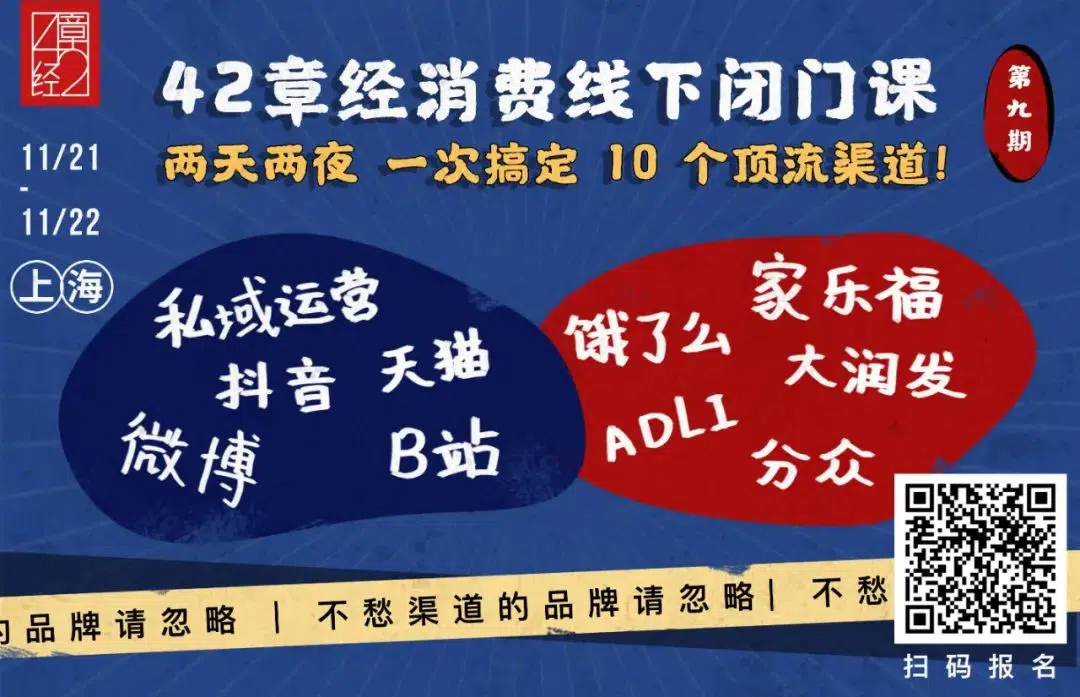 42章经
42章经消费线下闭门课
第九期
两天两夜 一次搞定 10 个顶流渠道!
11/21
-
11/22
上海
私域运营
抖音
天猫
微博
B站
饿了么
家乐福
大润发
ADLI
分众
的品牌请忽略 | 不愁渠道的品牌请忽略 | 不愁
扫码报名